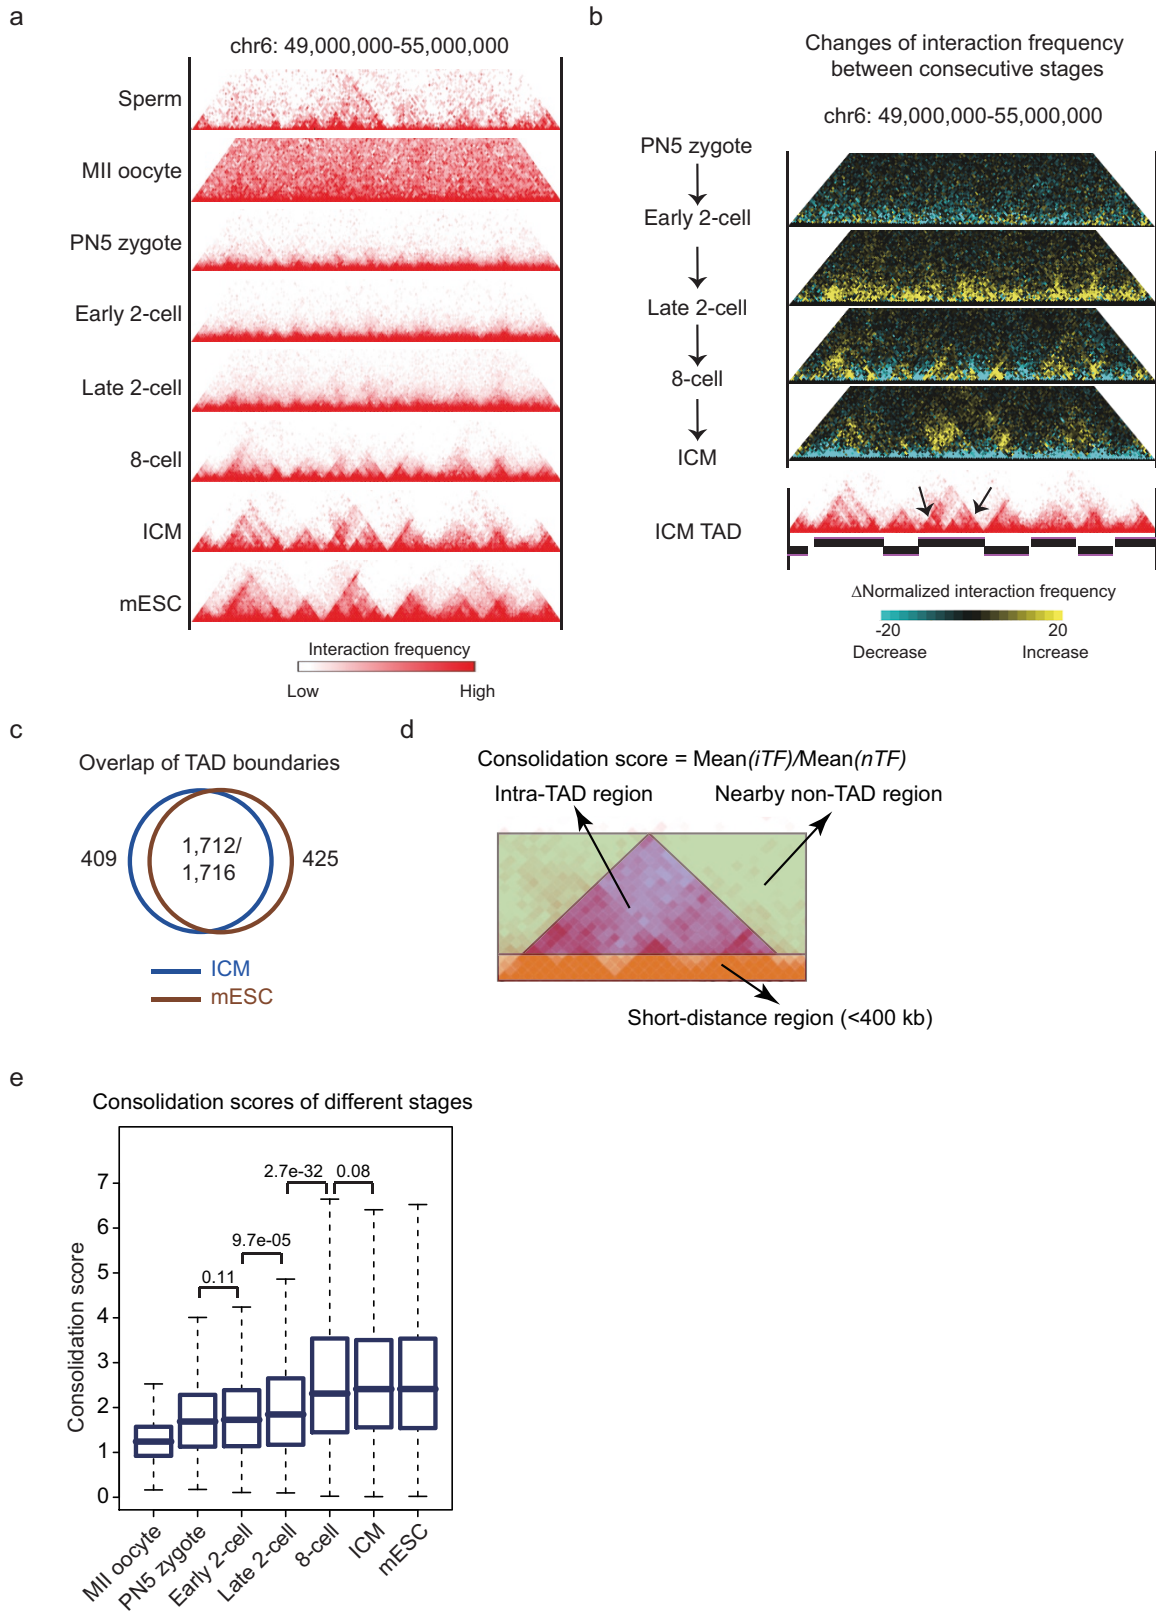 a
chr6: 49,000,000-55,000,000
Sperm
MII oocyte
PN5 zygote
Early 2-cell
Late 2-cell
8-cell
ICM
mESC
Interaction frequency
Low
High
b
Changes of interaction frequency
between consecutive stages
chr6: 49,000,000-55,000,000
PN5 zygote
Early 2-cell
Late 2-cell
8-cell
ICM
ICM TAD
ΔNormalized interaction frequency
-20
20
Decrease
Increase
c
Overlap of TAD boundaries
409
1,712/
1,716
425
ICM
mESC
d
Consolidation score = Mean(iTF)/Mean(nTF)
Intra-TAD region
Nearby non-TAD region
Short-distance region (<400 kb)
e
Consolidation scores of different stages
Consolidation score
7
6
5
4
3
2
1
0
0.11
9.7e-05
2.7e-32
0.08
MII oocyte
PN5 zygote
Early 2-cell
Late 2-cell
8-cell
ICM
mESC